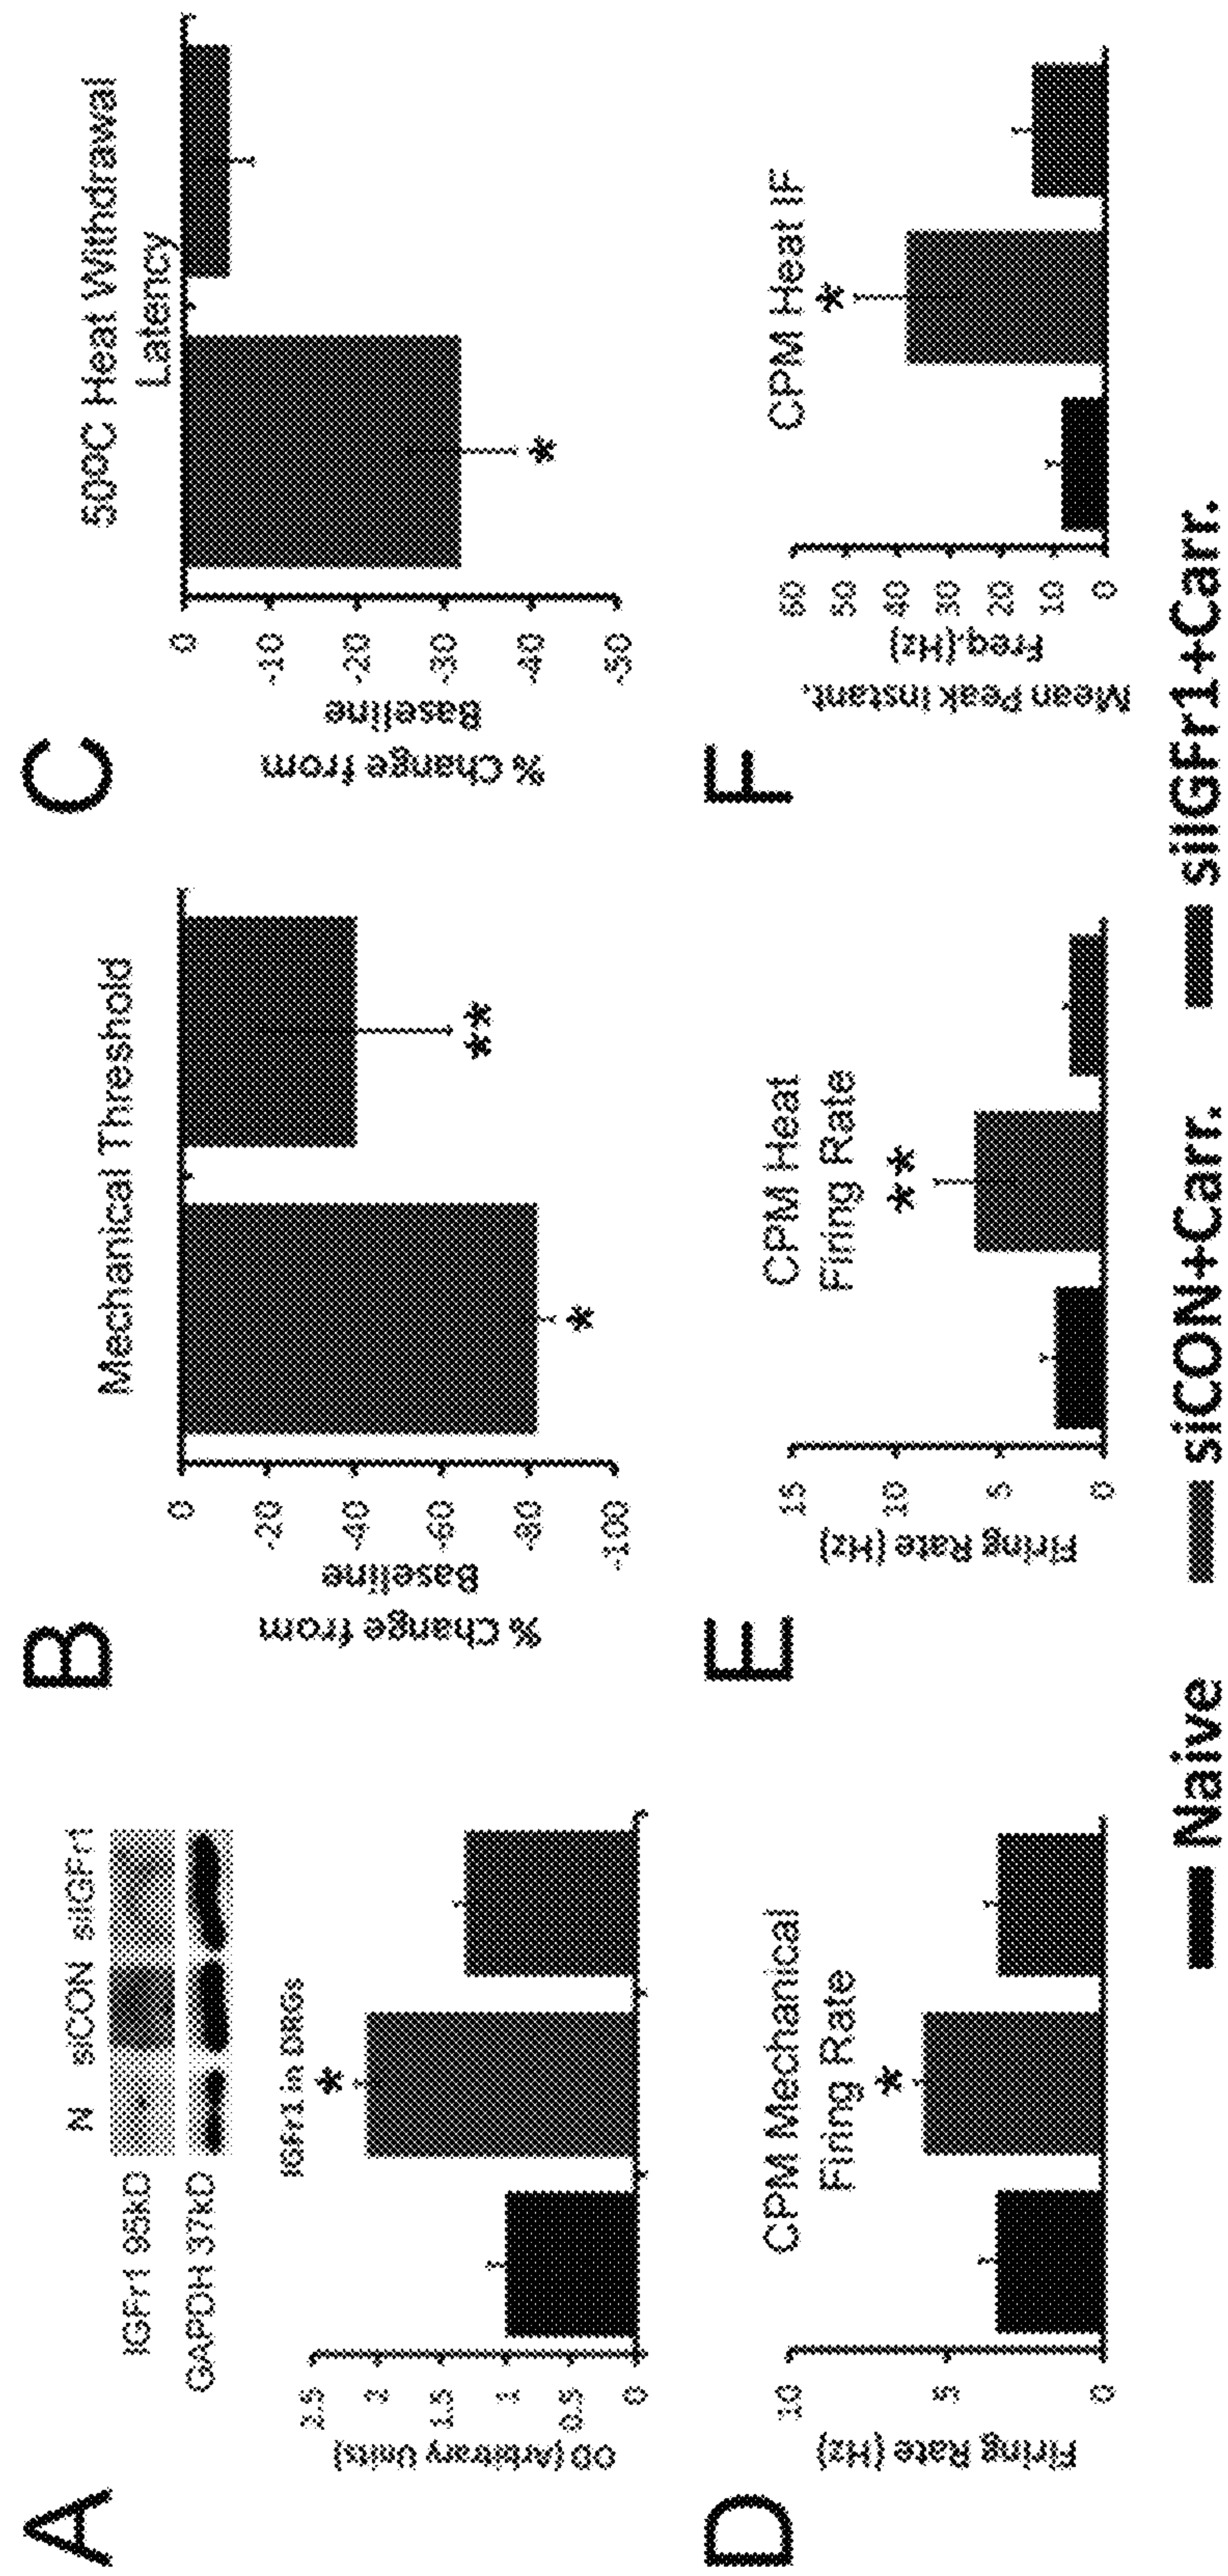 A
N siCON siIGFr1
IGFr1 95kD
GAPDH 37kD
IGFr1 in DRGs
*
OD (Arbitrary Units)
2.5
2
1.5
1
0.5
0
B
Mechanical Threshold
% Change from
Baseline
0
-20
-40
-60
-80
-100
*
**
C
50ºC Heat Withdrawal
Latency
% Change from
Baseline
0
-10
-20
-30
-40
-50
*
D
CPM Mechanical
Firing Rate
*
Firing Rate (Hz)
10
5
0
E
CPM Heat
Firing Rate
**
Firing Rate (Hz)
15
10
5
0
F
CPM Heat IF
*
Mean Peak Instant.
Freq.(Hz)
60
50
40
30
20
10
0
Naive siCON+Carr. siIGFr1+Carr.